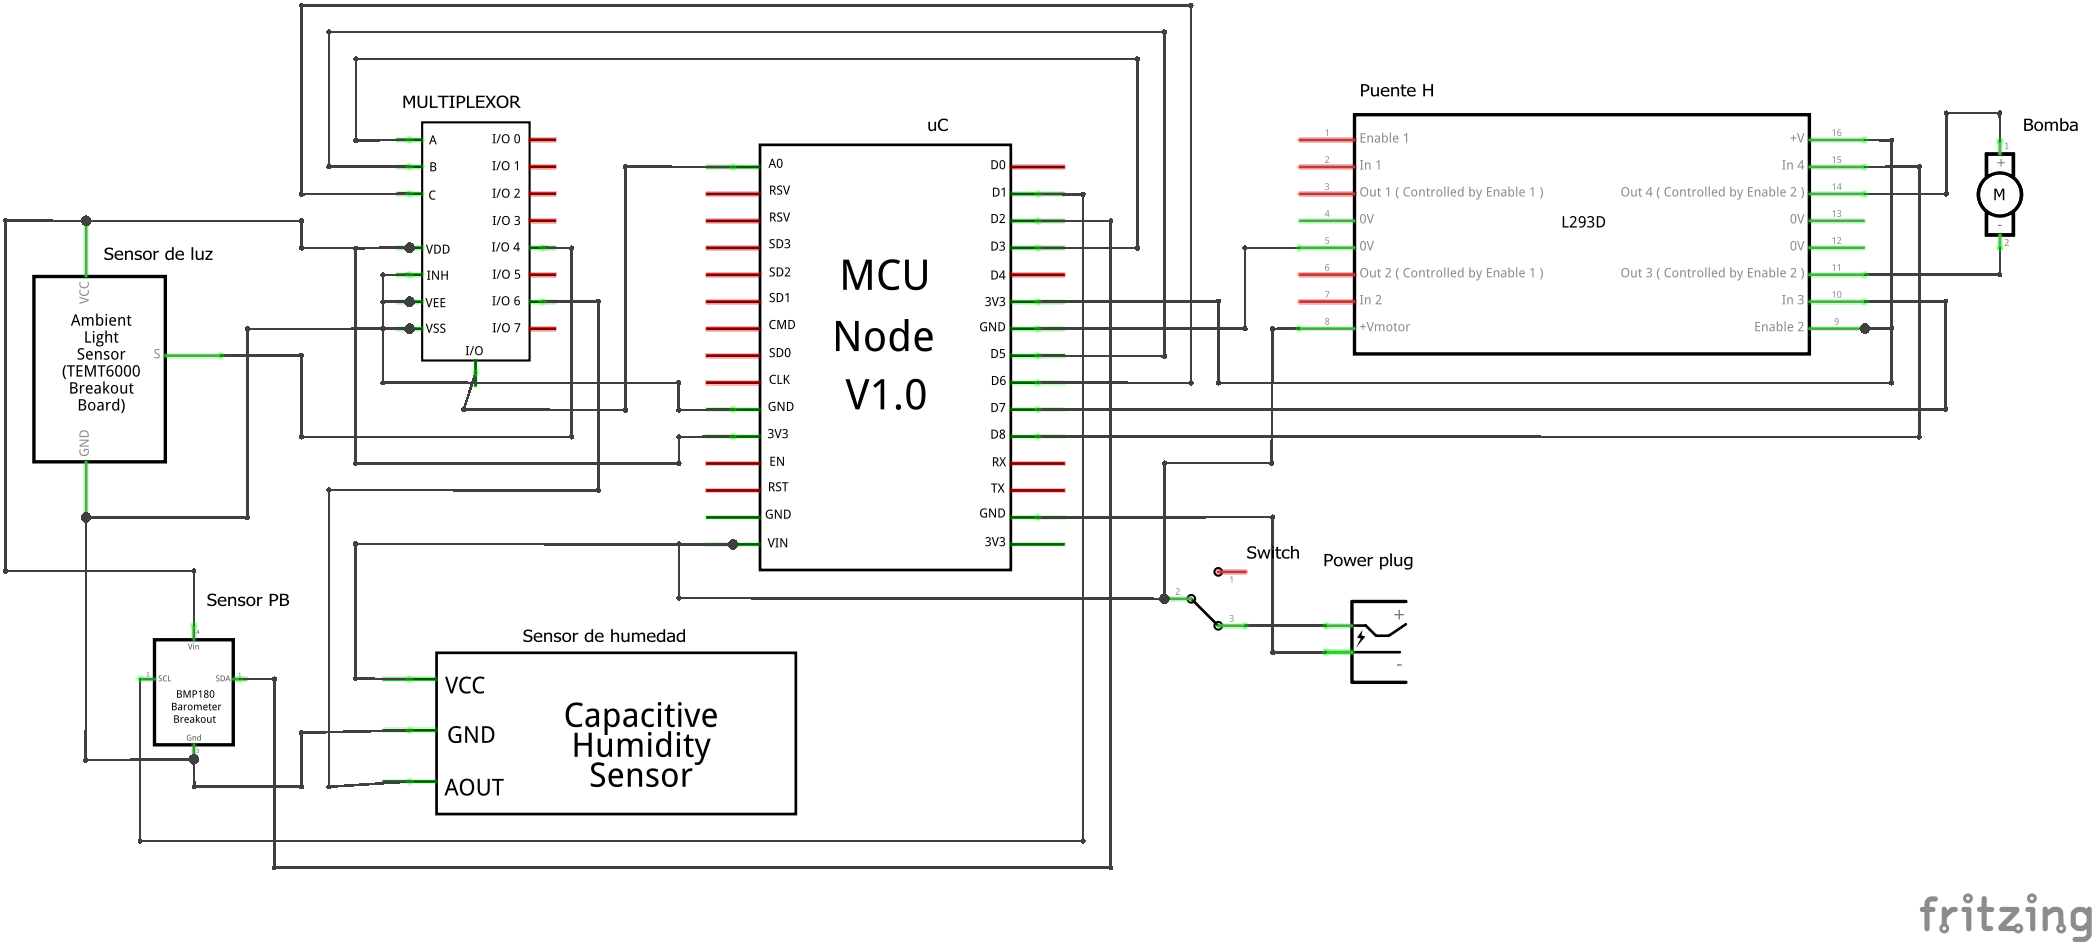 MULTIPLEXOR
A
B
C
VDD
INH
VEE
VSS
I/O 0
I/O 1
I/O 2
I/O 3
I/O 4
I/O 5
I/O 6
I/O 7
I/O
Sensor de luz
VCC
Ambient
Light
Sensor
(TEMT6000
Breakout
Board)
S
GND
uC
A0
RSV
RSV
SD3
SD2
SD1
CMD
SD0
CLK
GND
3V3
EN
RST
GND
VIN
MCU
Node
V1.0
D0
D1
D2
D3
D4
3V3
GND
D5
D6
D7
D8
RX
TX
GND
3V3
Puente H
1 Enable 1
2 In 1
3 Out 1 ( Controlled by Enable 1 )
4 0V
5 0V
6 Out 2 ( Controlled by Enable 1 )
7 In 2
8 +Vmotor
L293D
+V 16
In 4 15
Out 4 ( Controlled by Enable 2 ) 14
0V 13
0V 12
Out 3 ( Controlled by Enable 2 ) 11
In 3 10
Enable 2 9
Bomba
1
+
M
-
2
Switch
1
2
3
Power plug
+
-
Sensor PB
4
Vin
2
SCL
SDA
1
BMP180
Barometer
Breakout
Gnd
3
Sensor de humedad
VCC
GND
AOUT
Capacitive
Humidity
Sensor
fritzing